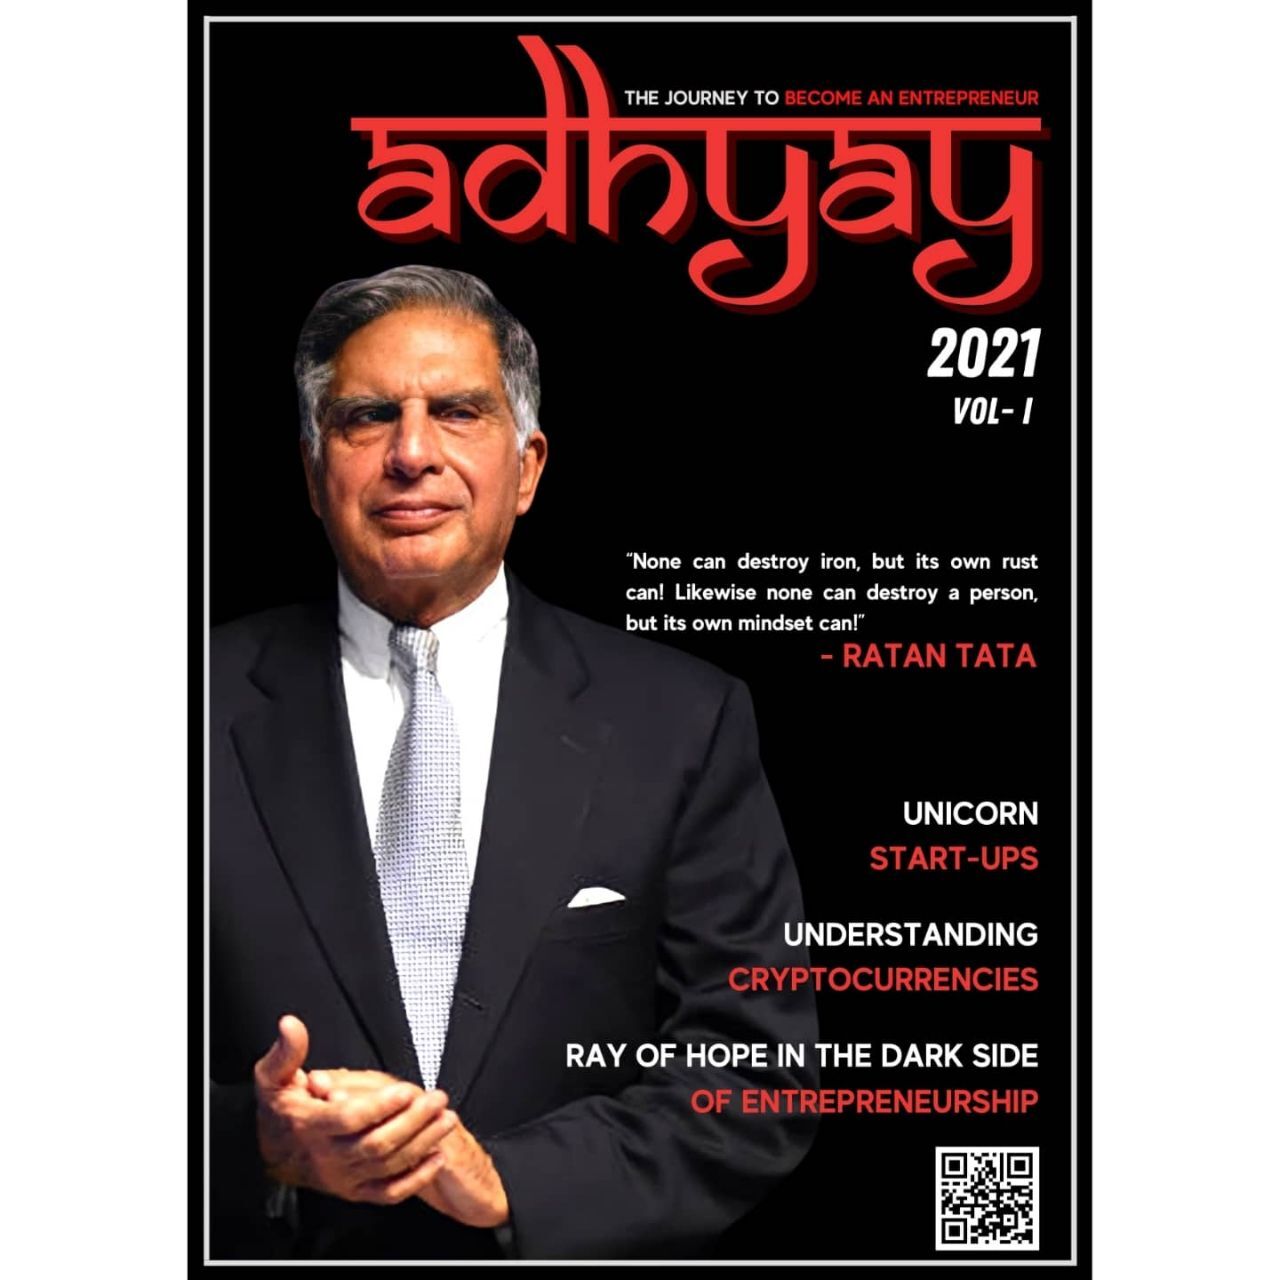 THE JOURNEY TO BECOME AN ENTREPRENEUR
adhyay
2021
VOL- I
“None can destroy iron, but its own rust
can! Likewise none can destroy a person,
but its own mindset can!”
- RATAN TATA
UNICORN
START-UPS
UNDERSTANDING
CRYPTOCURRENCIES
RAY OF HOPE IN THE DARK SIDE
OF ENTREPRENEURSHIP